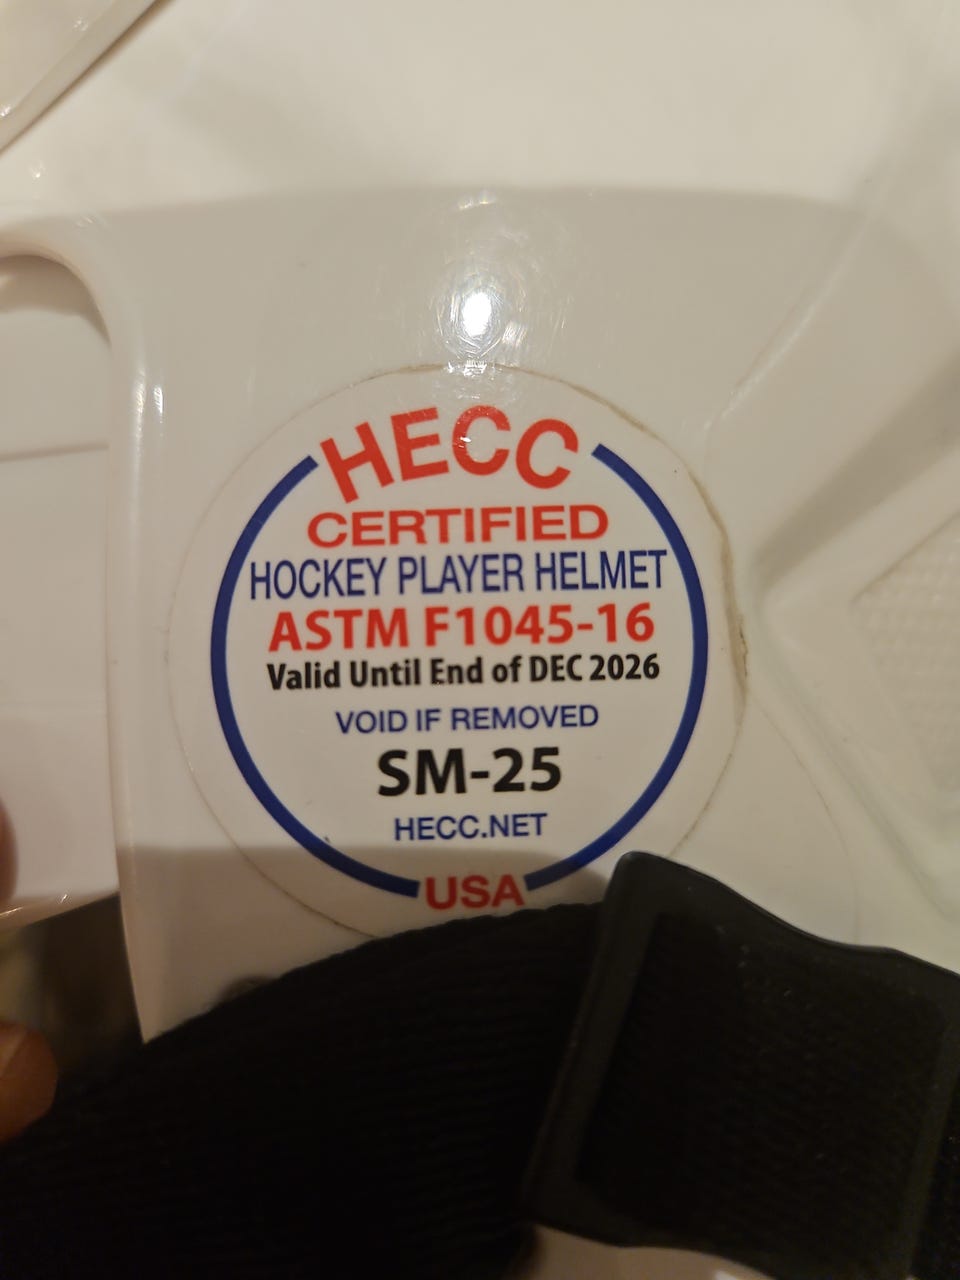 HECC
CERTIFIED
HOCKEY PLAYER HELMET
ASTM F1045-16
Valid Until End of DEC 2026
VOID IF REMOVED
SM-25
HECC.NET
USA